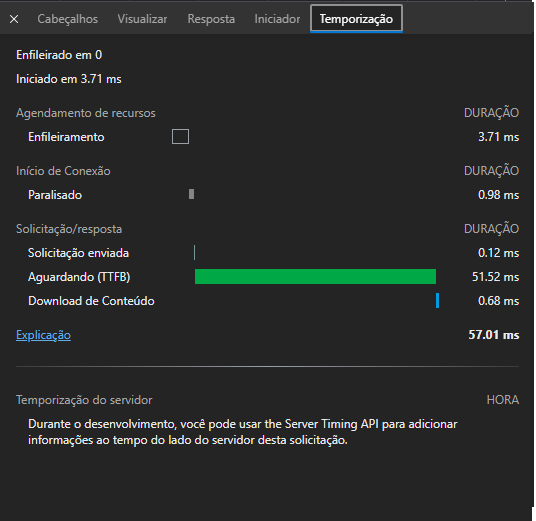 Cabeçalhos Visualizar Resposta Iniciador Temporização
Enfileirado em 0
Iniciado em 3.71 ms
Agendamento de recursos DURAÇÃO
Enfileiramento 3.71 ms
Início de Conexão DURAÇÃO
Paralisado 0.98 ms
Solicitação/resposta DURAÇÃO
Solicitação enviada 0.12 ms
Aguardando (TTFB) 51.52 ms
Download de Conteúdo 0.68 ms
Explicação 57.01 ms
Temporização do servidor HORA
Durante o desenvolvimento, você pode usar the Server Timing API para adicionar
informações ao tempo do lado do servidor desta solicitação.